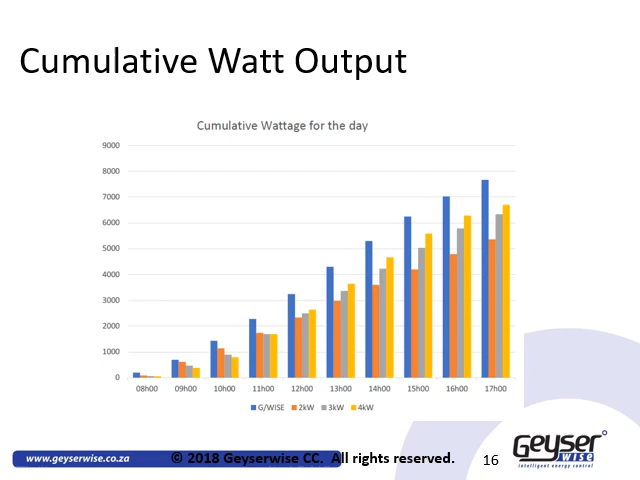 Cumulative Watt Output
Cumulative Wattage for the day
9000
8000
7000
6000
5000
4000
3000
2000
1000
0
08h00 09h00 10h00 11h00 12h00 13h00 14h00 15h00 16h00 17h00
G/WISE 2kW 3kW 4kW
www.geyserwise.co.za
© 2018 Geyserwise CC. All rights reserved.
16
Geyser
wise
intelligent energy control